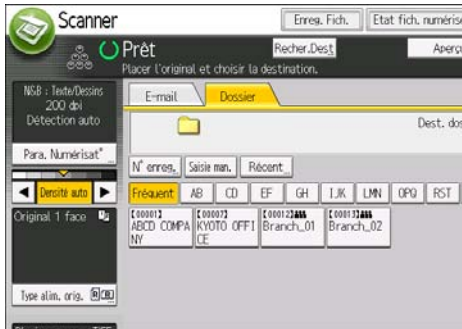 Scanner
Enreg. Fich.
Etat fich. numérisé
Prêt
Recher.Dest
Aperç
Placer l'original et choisir la destination.
N&B : Texte/Dessins
200 dpi
Détection auto
E-mail
Dossier
Dest. dos
Para. Numérisat°
N° enreg.
Saisie man.
Récent
Densité auto
Fréquent
AB
CD
EF
GH
IJK
LMN
OPQ
RST
Original 1 face
[00001]
ABCD COMPA
NY
[00007]
KYOTO OFFI
CE
[00012]
Branch_01
[00013]
Branch_02
Type alim. orig.